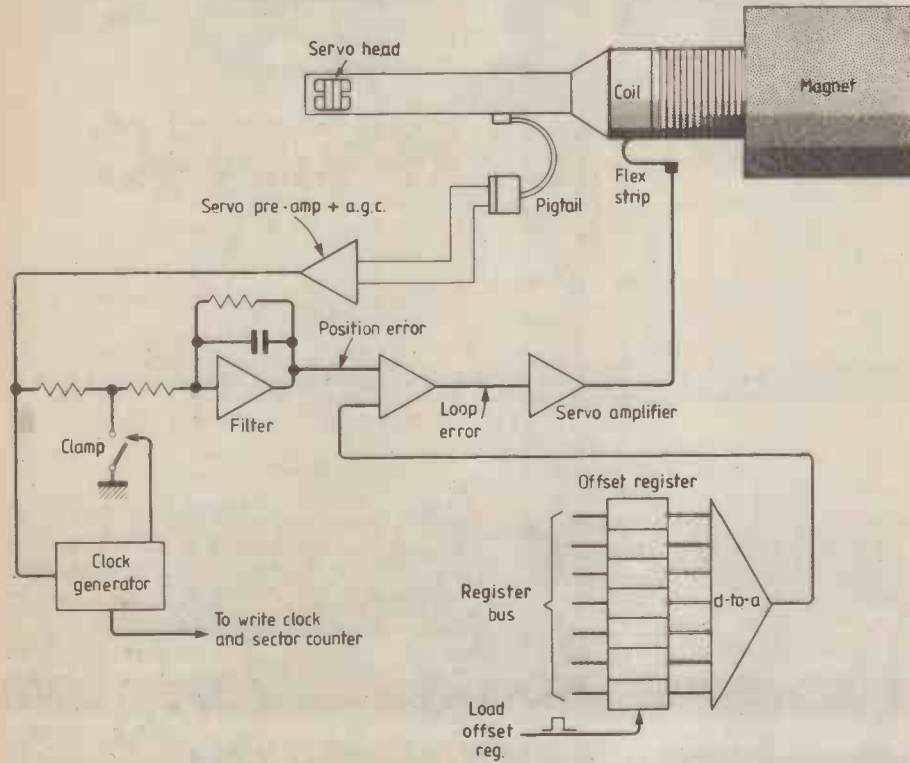 Servo head
Coil
Magnet
Flex
strip
Pigtail
Servo pre-amp + a.g.c.
Position error
Filter
Loop
error
Servo amplifier
Clamp
Clock
generator
To write clock
and sector counter
Offset register
Register
bus
d-to-a
Load
offset
reg.